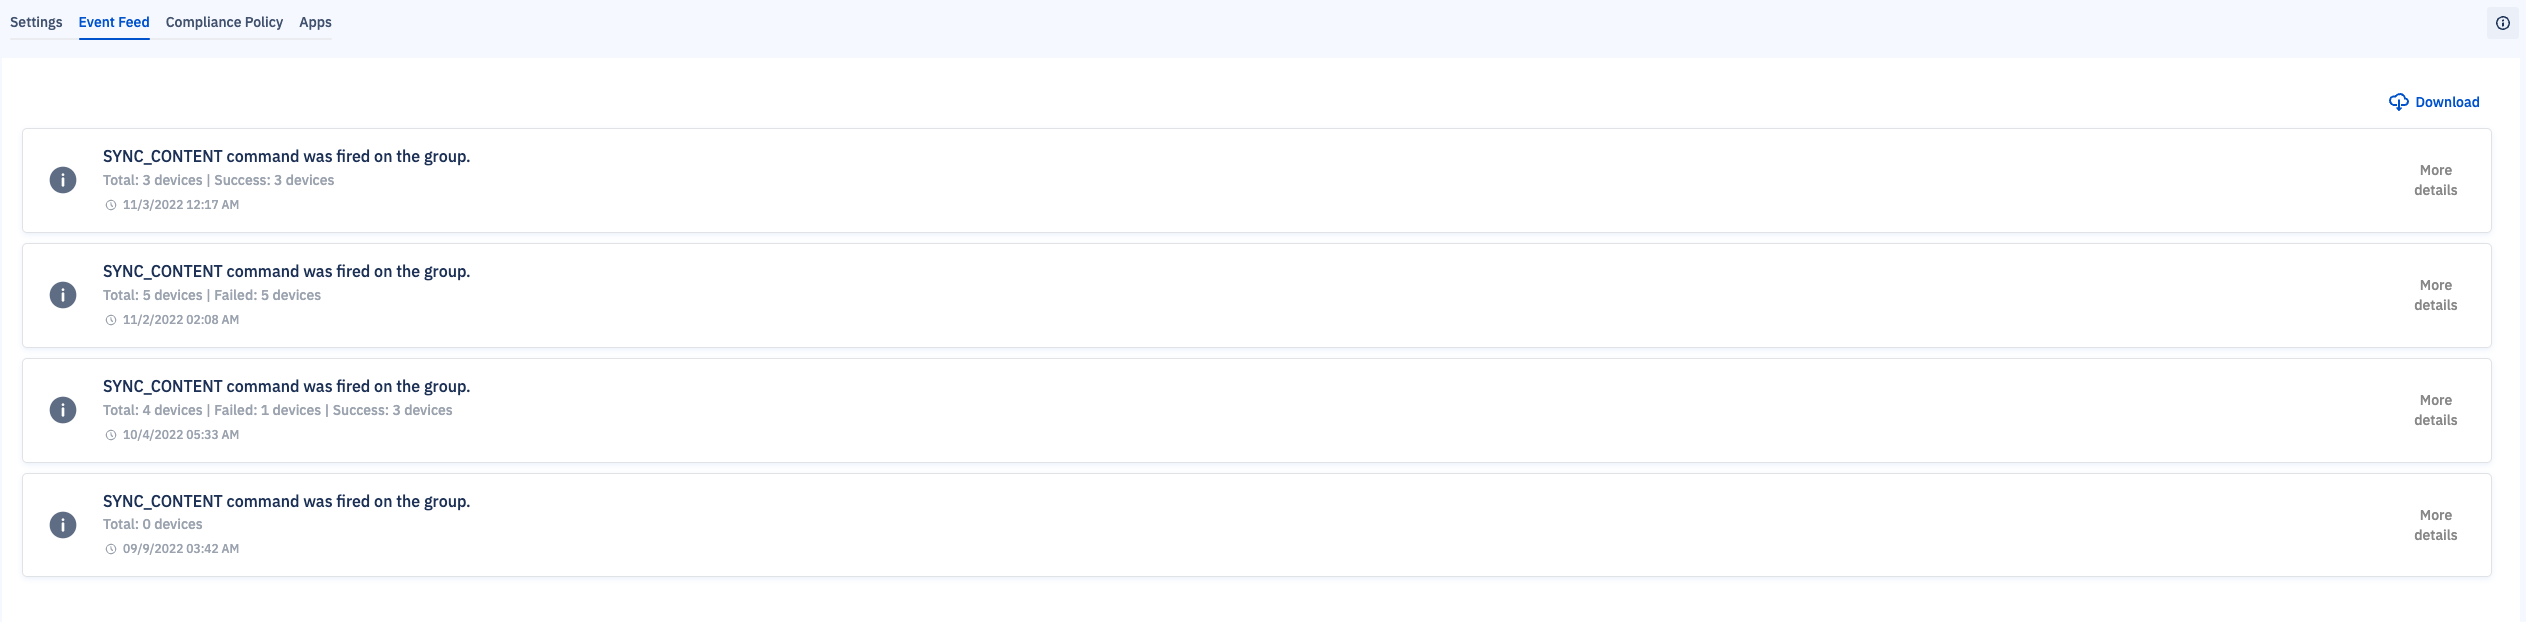 Settings Event Feed Compliance Policy Apps
Download
SYNC_CONTENT command was fired on the group.
Total: 3 devices | Success: 3 devices
11/3/2022 12:17 AM
More
details
SYNC_CONTENT command was fired on the group.
Total: 5 devices | Failed: 5 devices
11/2/2022 02:08 AM
More
details
SYNC_CONTENT command was fired on the group.
Total: 4 devices | Failed: 1 devices | Success: 3 devices
10/4/2022 05:33 AM
More
details
SYNC_CONTENT command was fired on the group.
Total: 0 devices
09/9/2022 03:42 AM
More
details